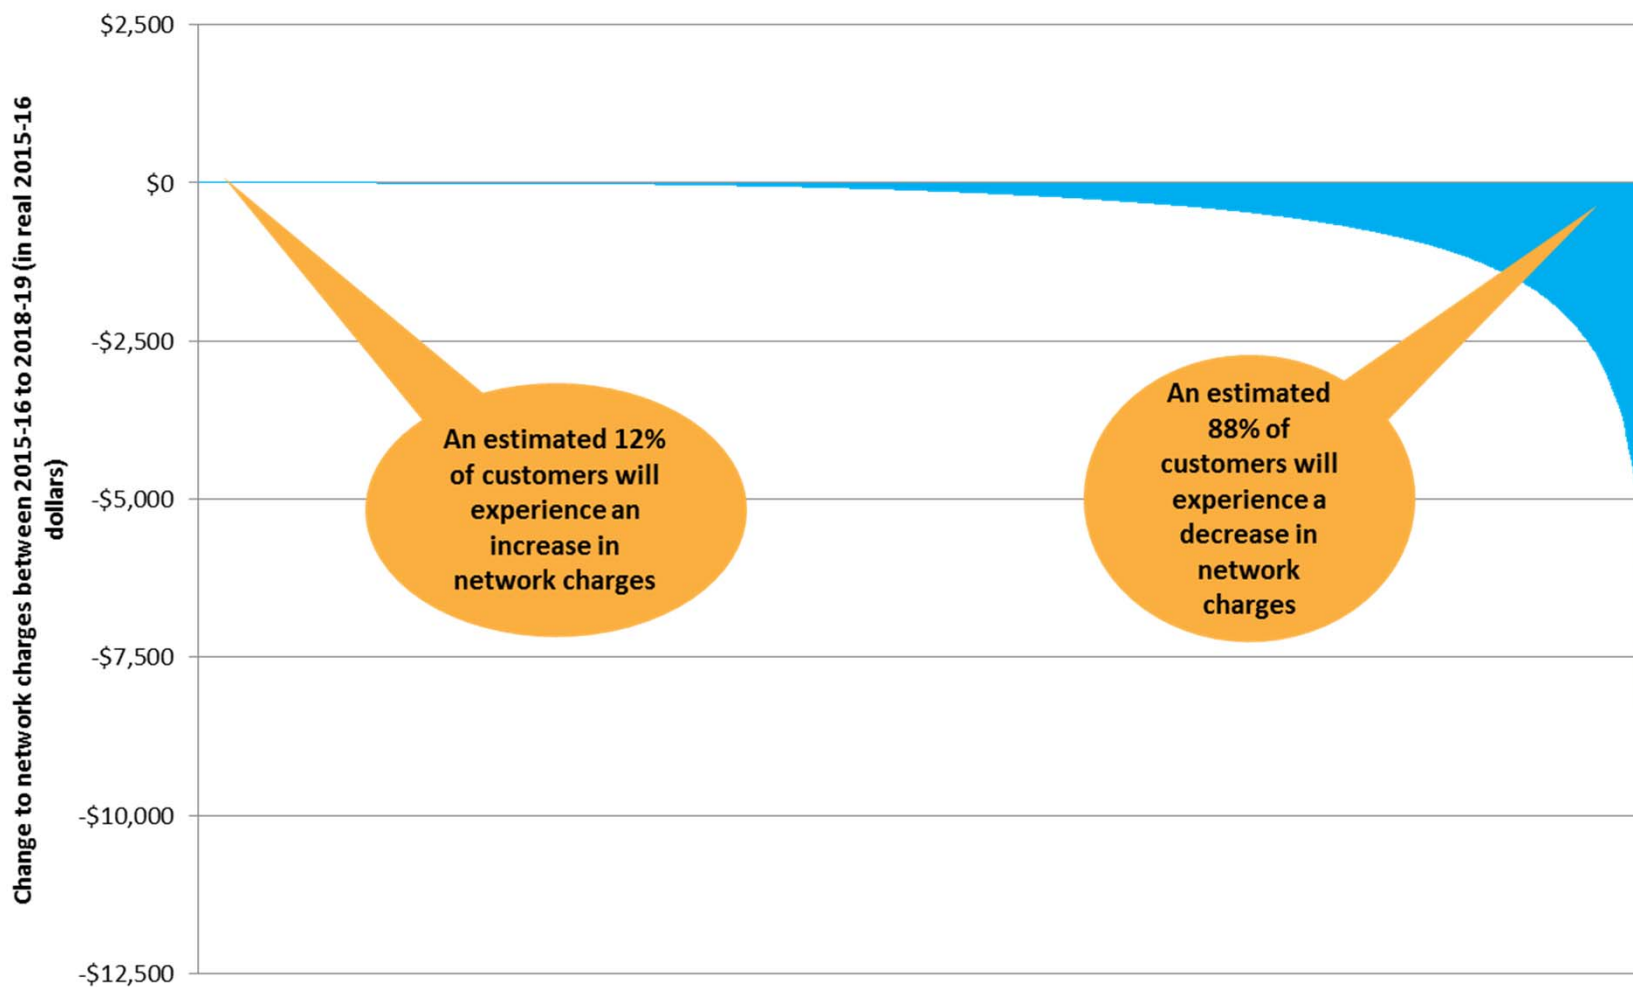 Change to network charges between 2015-16 to 2018-19 (in real 2015-16
dollars)
$2,500
$0
-$2,500
-$5,000
-$7,500
-$10,000
-$12,500
An estimated 12%
of customers will
experience an
increase in
network charges
An estimated
88% of
customers will
experience a
decrease in
network
charges